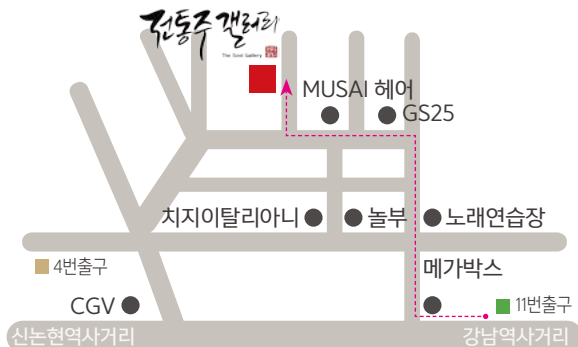 전통주 갤러리
The Sool Gallery
MUSAI 헤어
GS25
치지이탈리아니
놀부
노래연습장
4번출구
메가박스
CGV
11번출구
신논현역사거리
강남역사거리